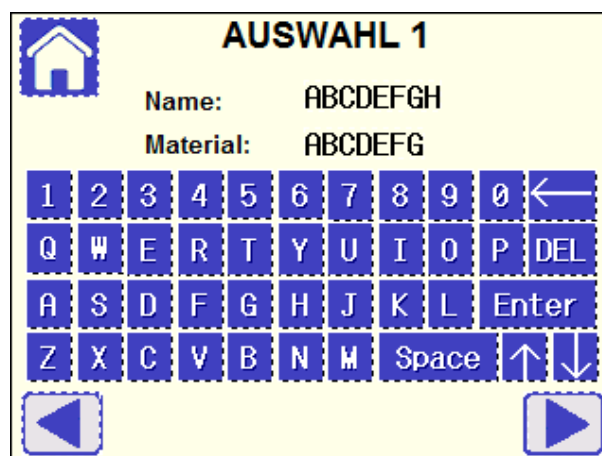 AUSWAHL 1
Name: ABCDEFGH
Material: ABCDEFG
1 2 3 4 5 6 7 8 9 0 ←
Q W E R T Y U I O P DEL
A S D F G H J K L Enter
Z X C V B N M Space ↑ ↓